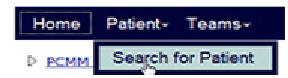 Home Patient- Teams-
PCMM Search for Patient